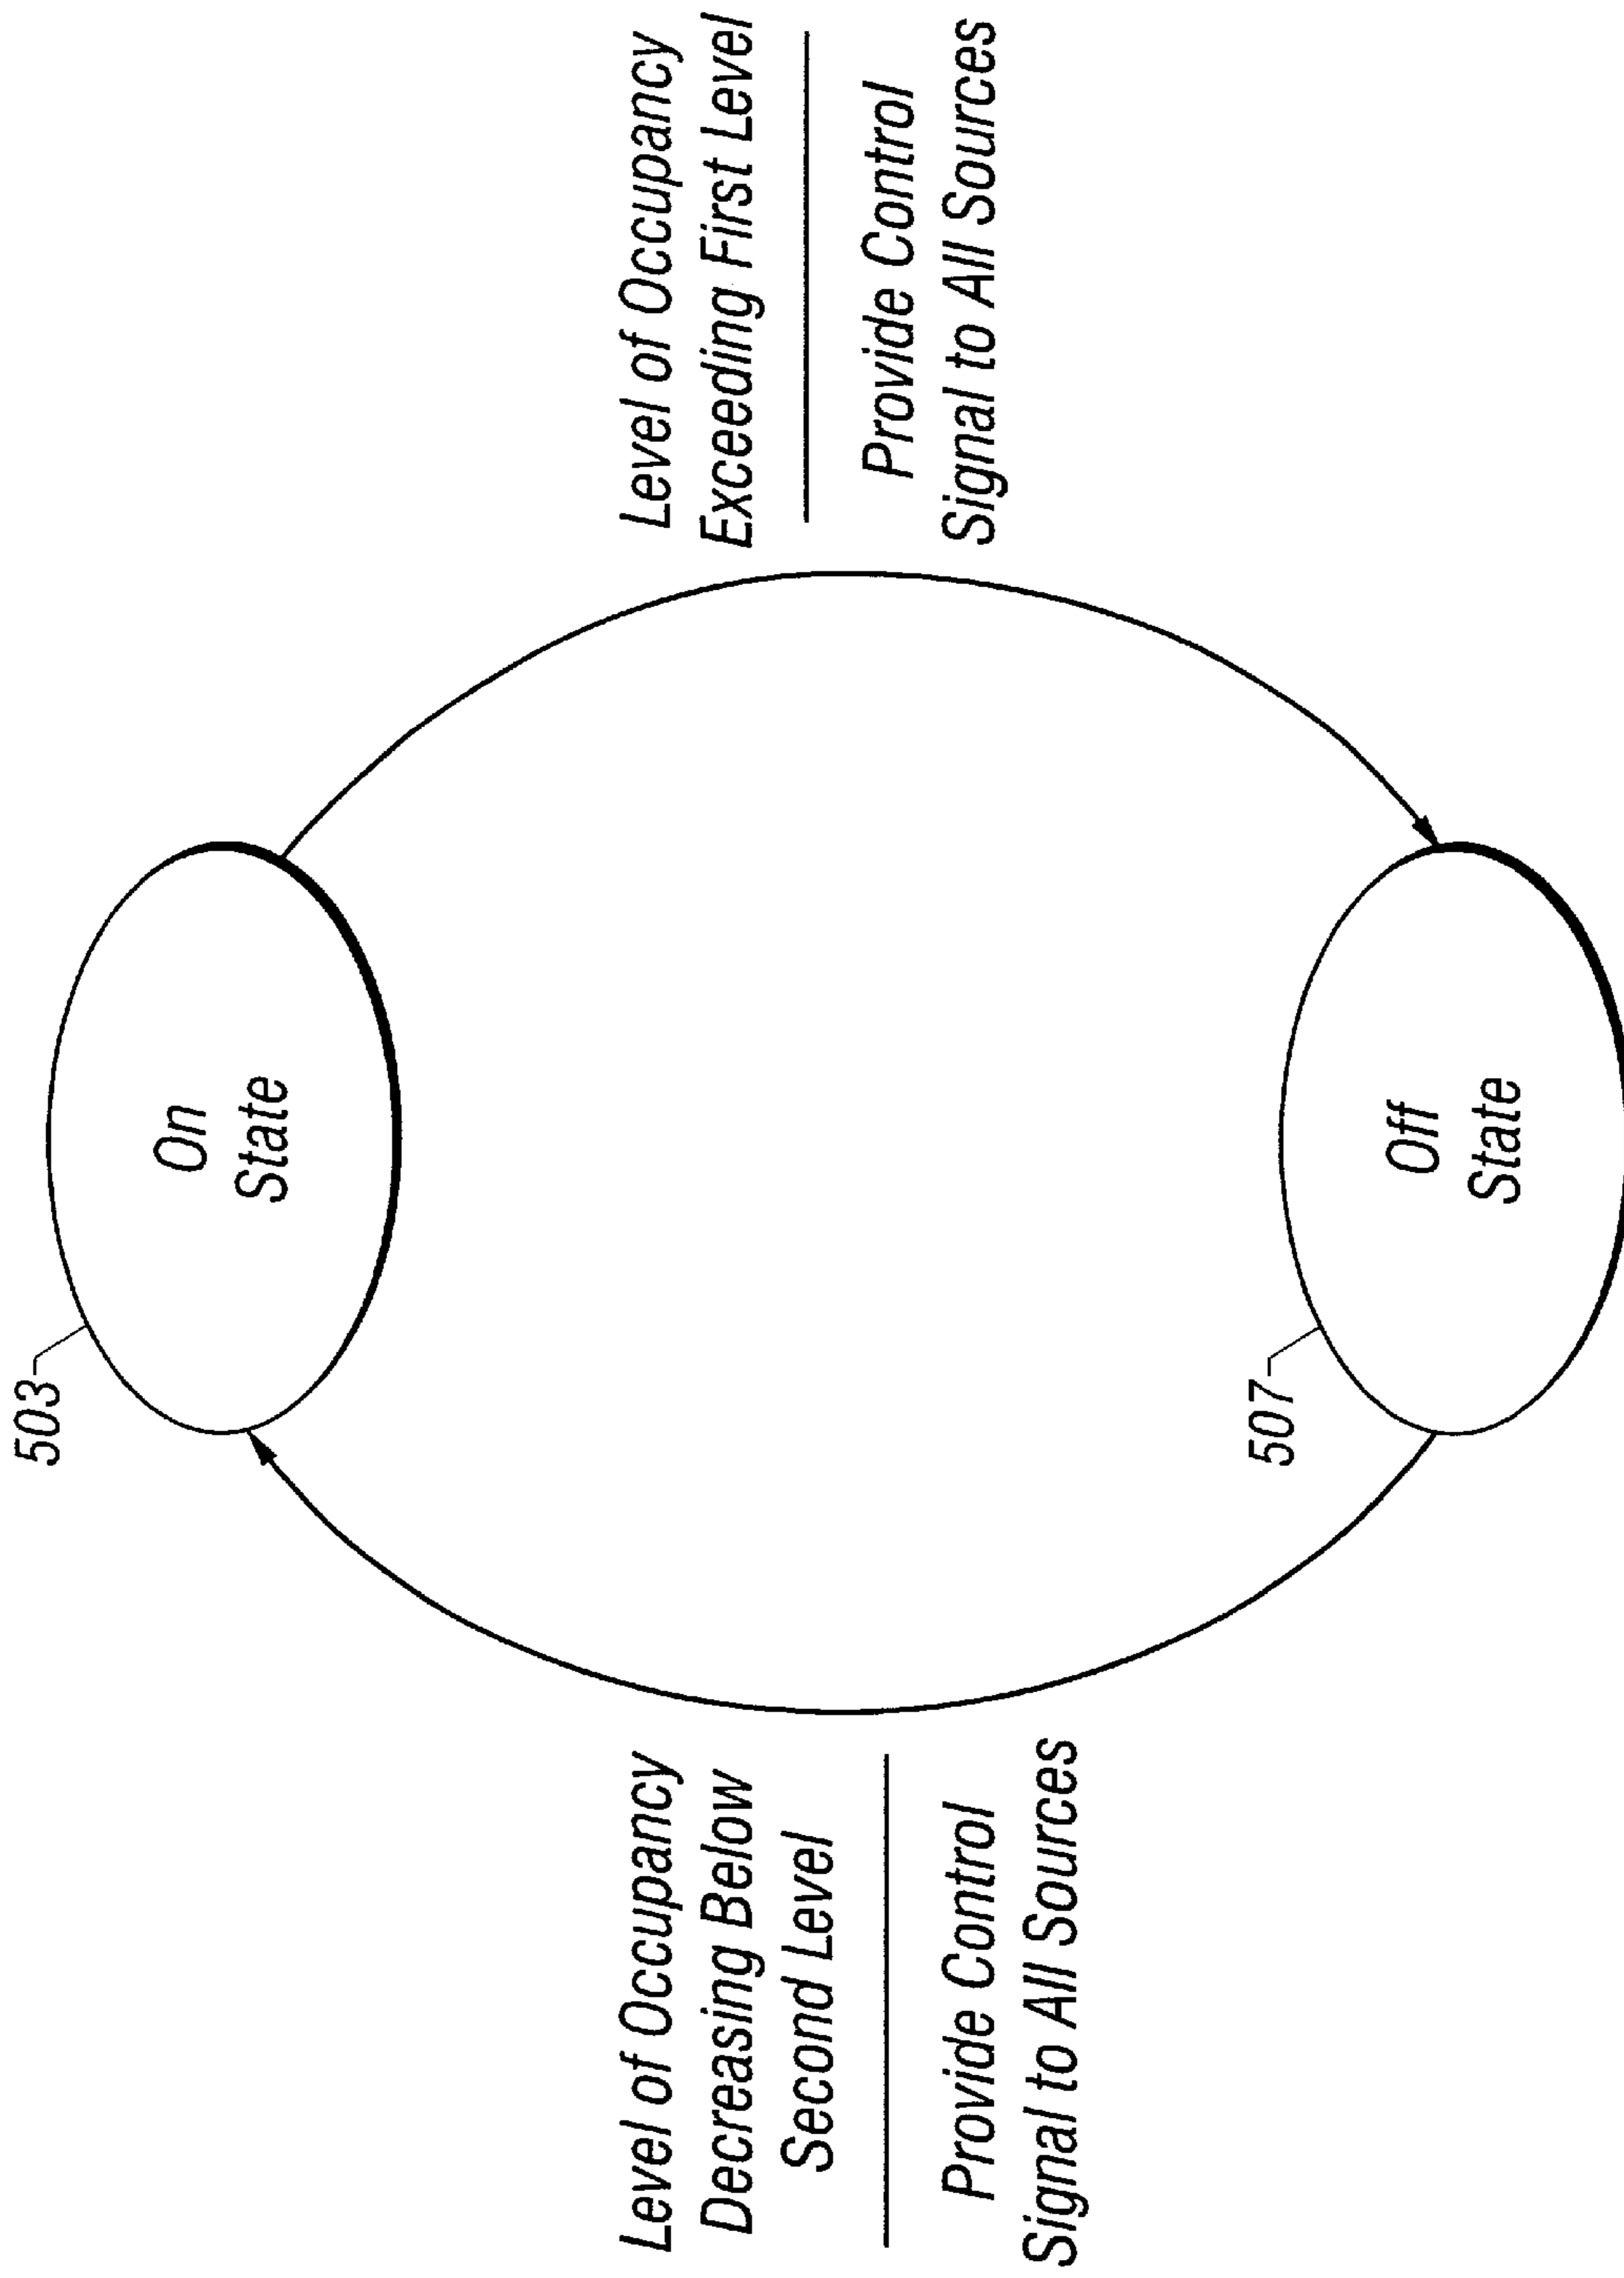 503
On
State
Level of Occupancy
Decreasing Below
Second Level
Provide Control
Signal to All Sources
Level of Occupancy
Exceeding First Level
Provide Control
Signal to All Sources
507
Off
State